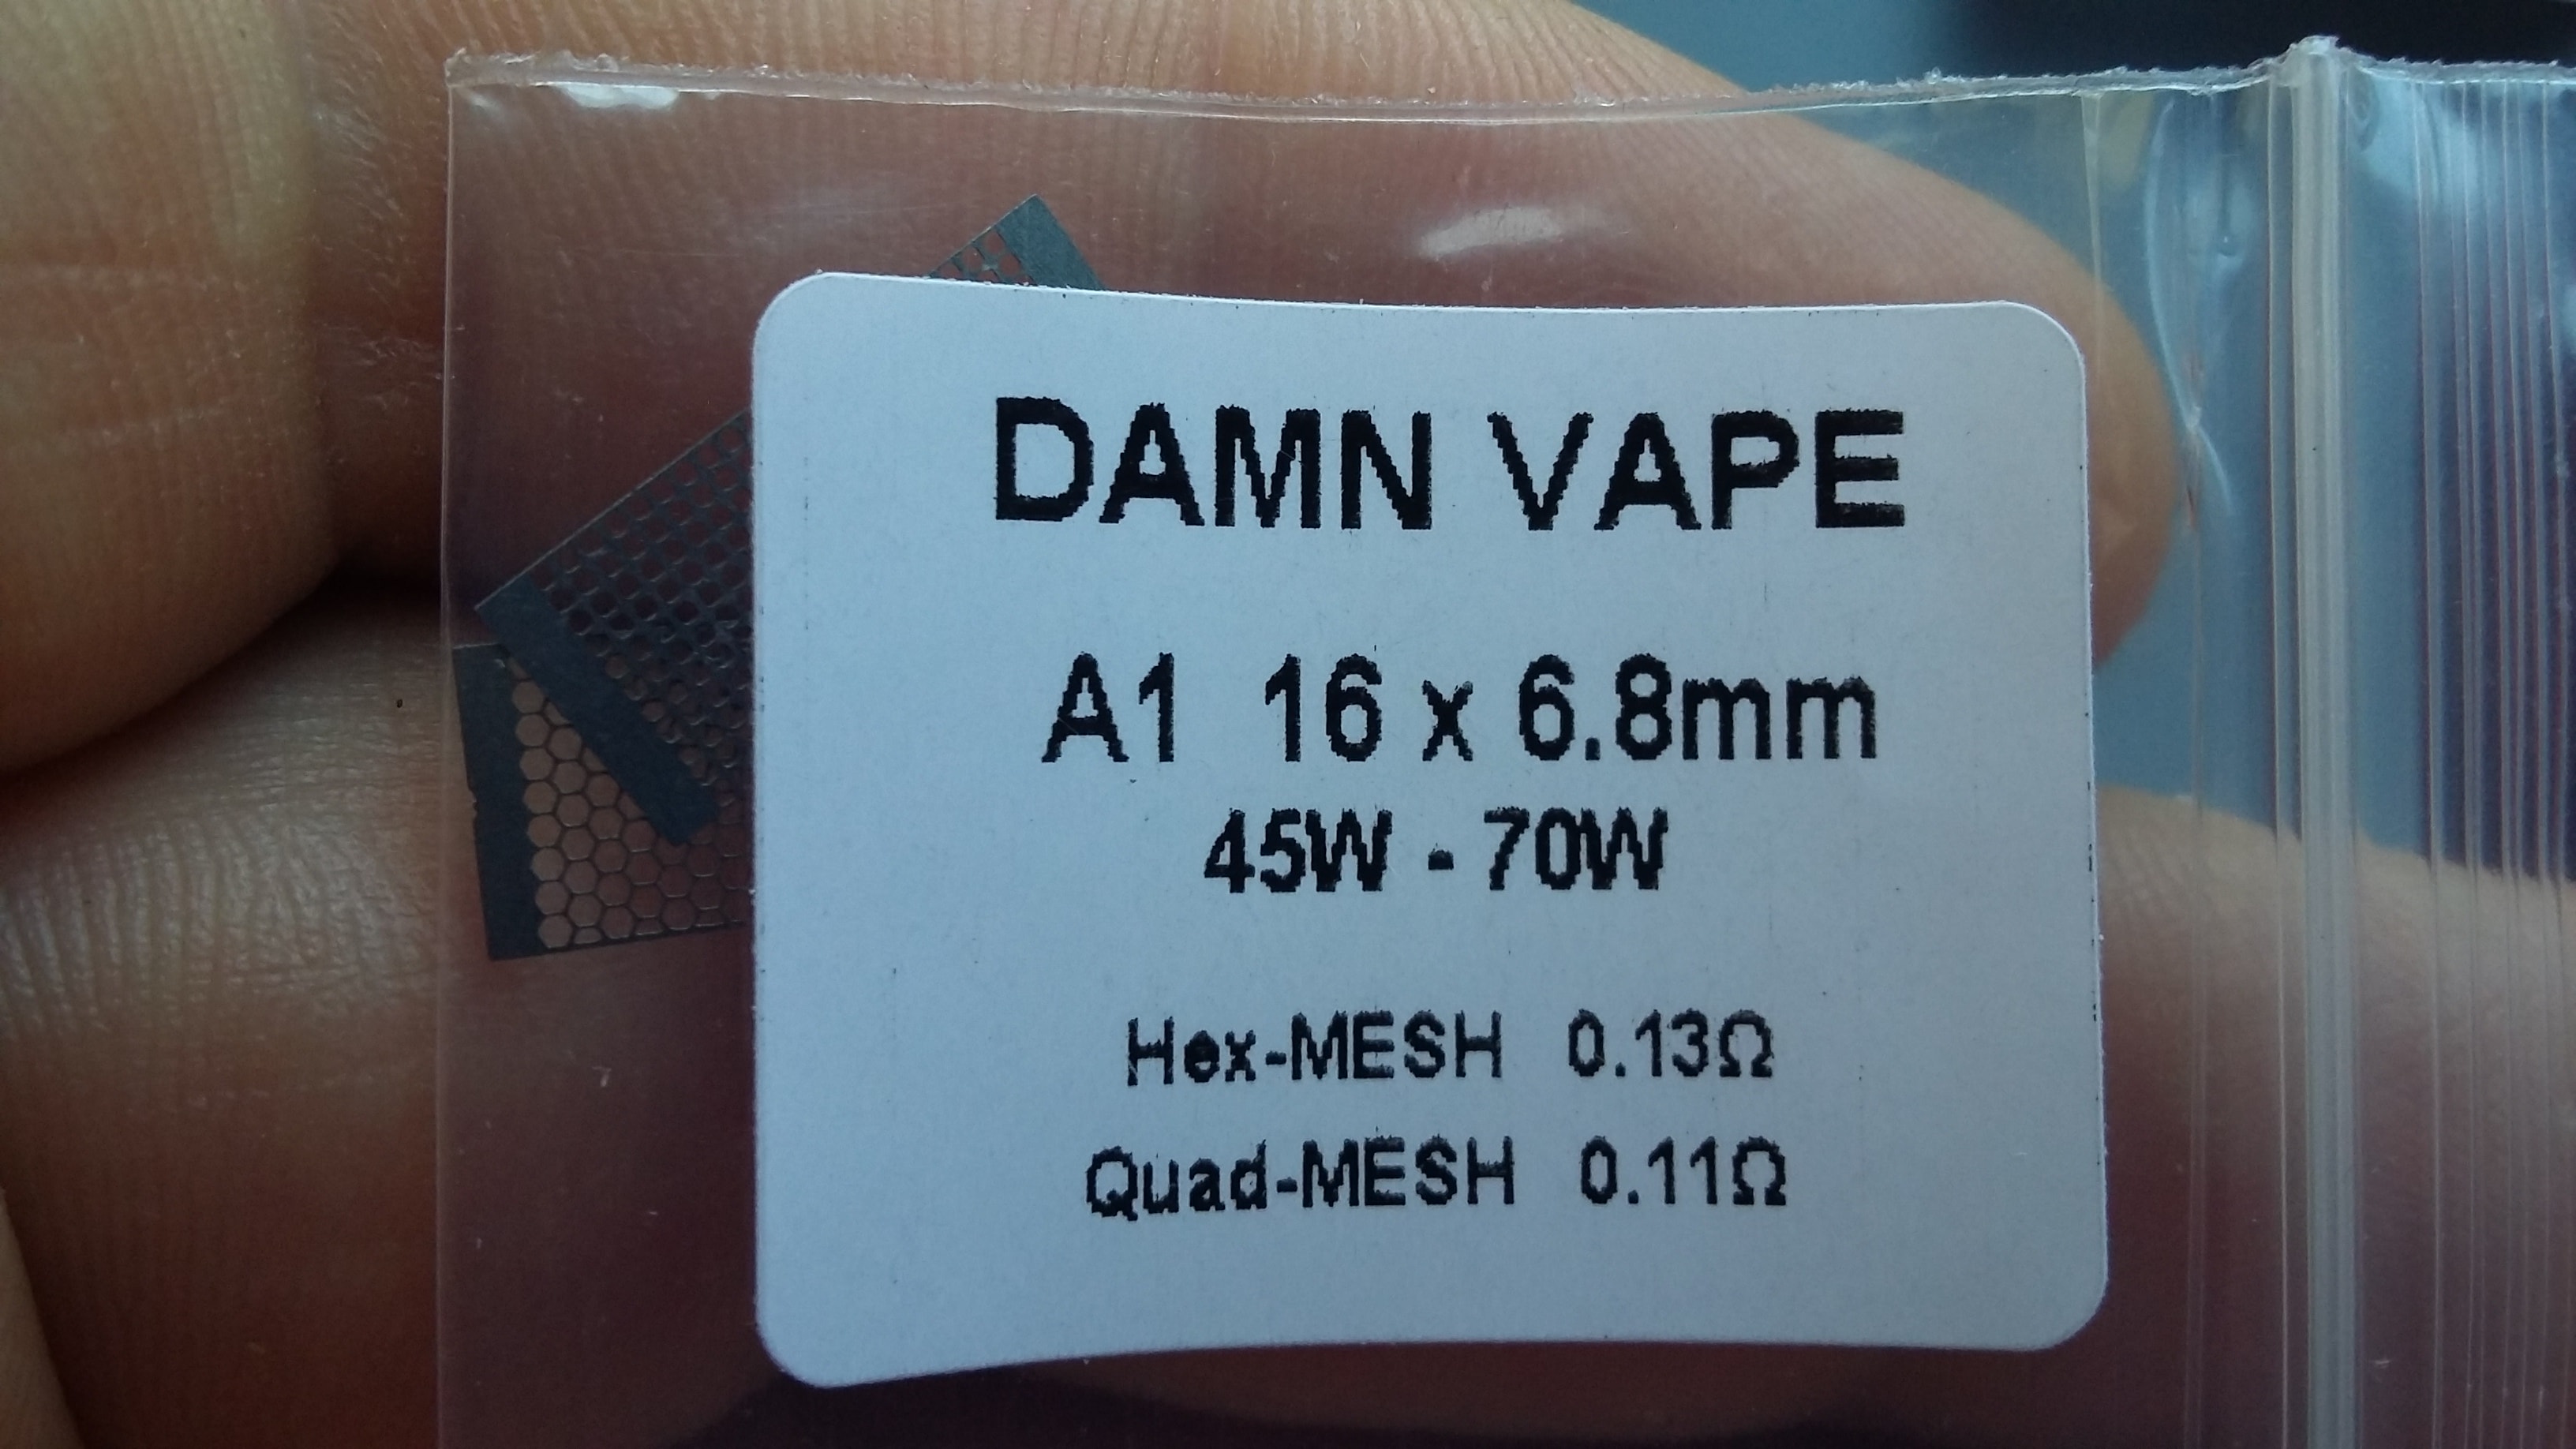 DAMN VAPE
A1 16 x 6.8mm
45W - 70W
Hex-MESH 0.13Ω
Quad-MESH 0.11Ω